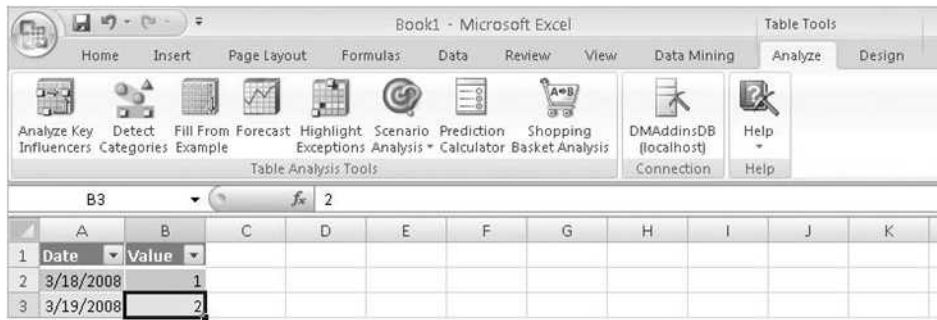 Book1 - Microsoft Excel
Table Tools
Home Insert Page Layout Formulas Data Review View Data Mining Analyze Design
Analyze Key Influencers
Detect Categories
Fill From Example
Forecast
Highlight Exceptions
Scenario Analysis
Prediction Calculator
Shopping Basket Analysis
DMAddinsDB (localhost)
Help
Table Analysis Tools
Connection
Help
B3 fx 2
A B C D E F G H I J K
1 Date Value
2 3/18/2008 1
3 3/19/2008 2